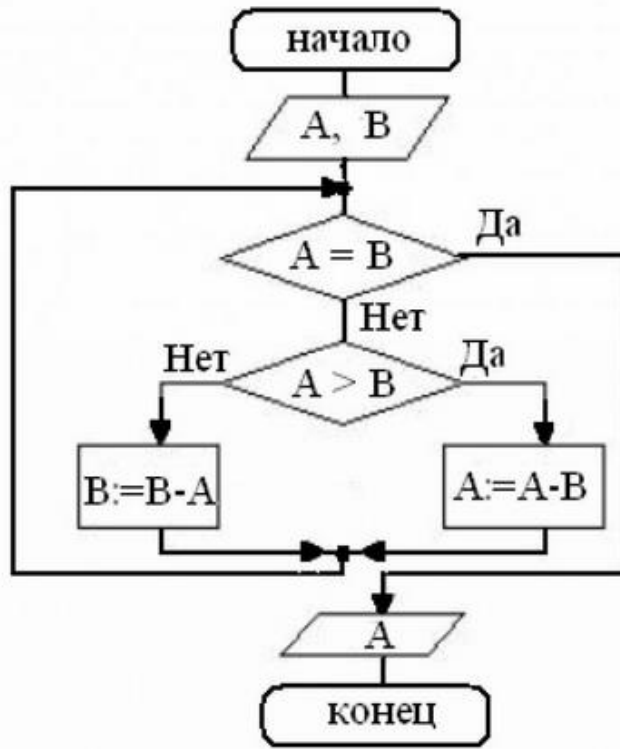 начало
A, B
A = B
Да
Нет
A > B
Нет
Да
B:=B-A
A:=A-B
A
конец